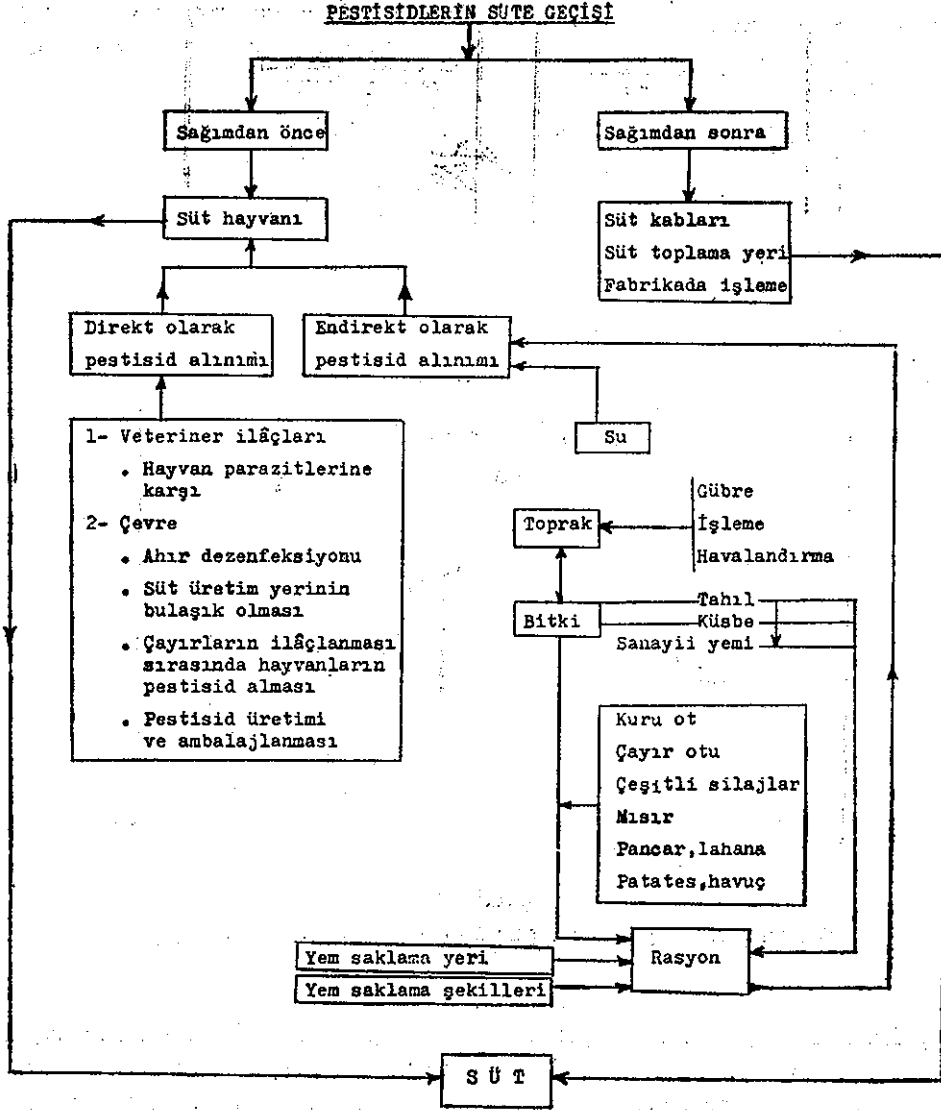 PESTİSİDLERİN SÜTE GEÇİŞİ
Sağımdan önce
Sağımdan sonra
Süt hayvanı
Süt kabları
Süt toplama yeri
Fabrikada işleme
Direkt olarak
pestisid alınımı
Endirekt olarak
pestisid alınımı
Su
1- Veteriner ilâçları
• Hayvan parazitlerine
karşı
2- Çevre
• Ahır dezenfeksiyonu
• Süt üretim yerinin
bulaşık olması
• Çayırların ilâçlanması
sırasında hayvanların
pestisid alması
• Pestisid üretimi
ve ambalajlanması
Toprak
Gübre
İşleme
Havalandırma
Bitki
Tahıl
Küsbe
Sanayii yemi
Kuru ot
Çayır otu
Çeşitli silajlar
Mısır
Pancar,lahana
Patates,havuç
Yem saklama yeri
Yem saklama şekilleri
Rasyon
SÜT